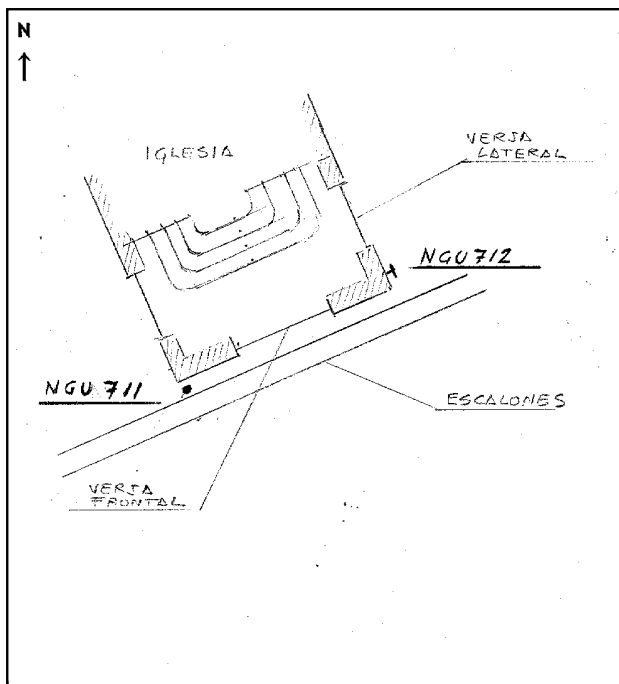 N
IGLESIA
VERJA
LATERAL
NGU 712
NGU 711
ESCALONES
VERJA
FRONTAL